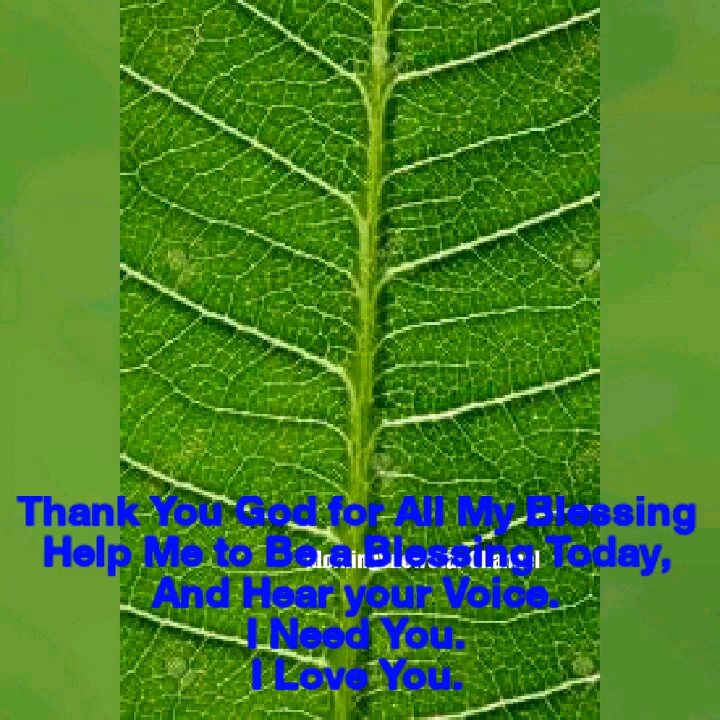 Thank You God for All My Blessing
Help Me to Be a Blessing Today,
And Hear your Voice.
I Need You.
I Love You.